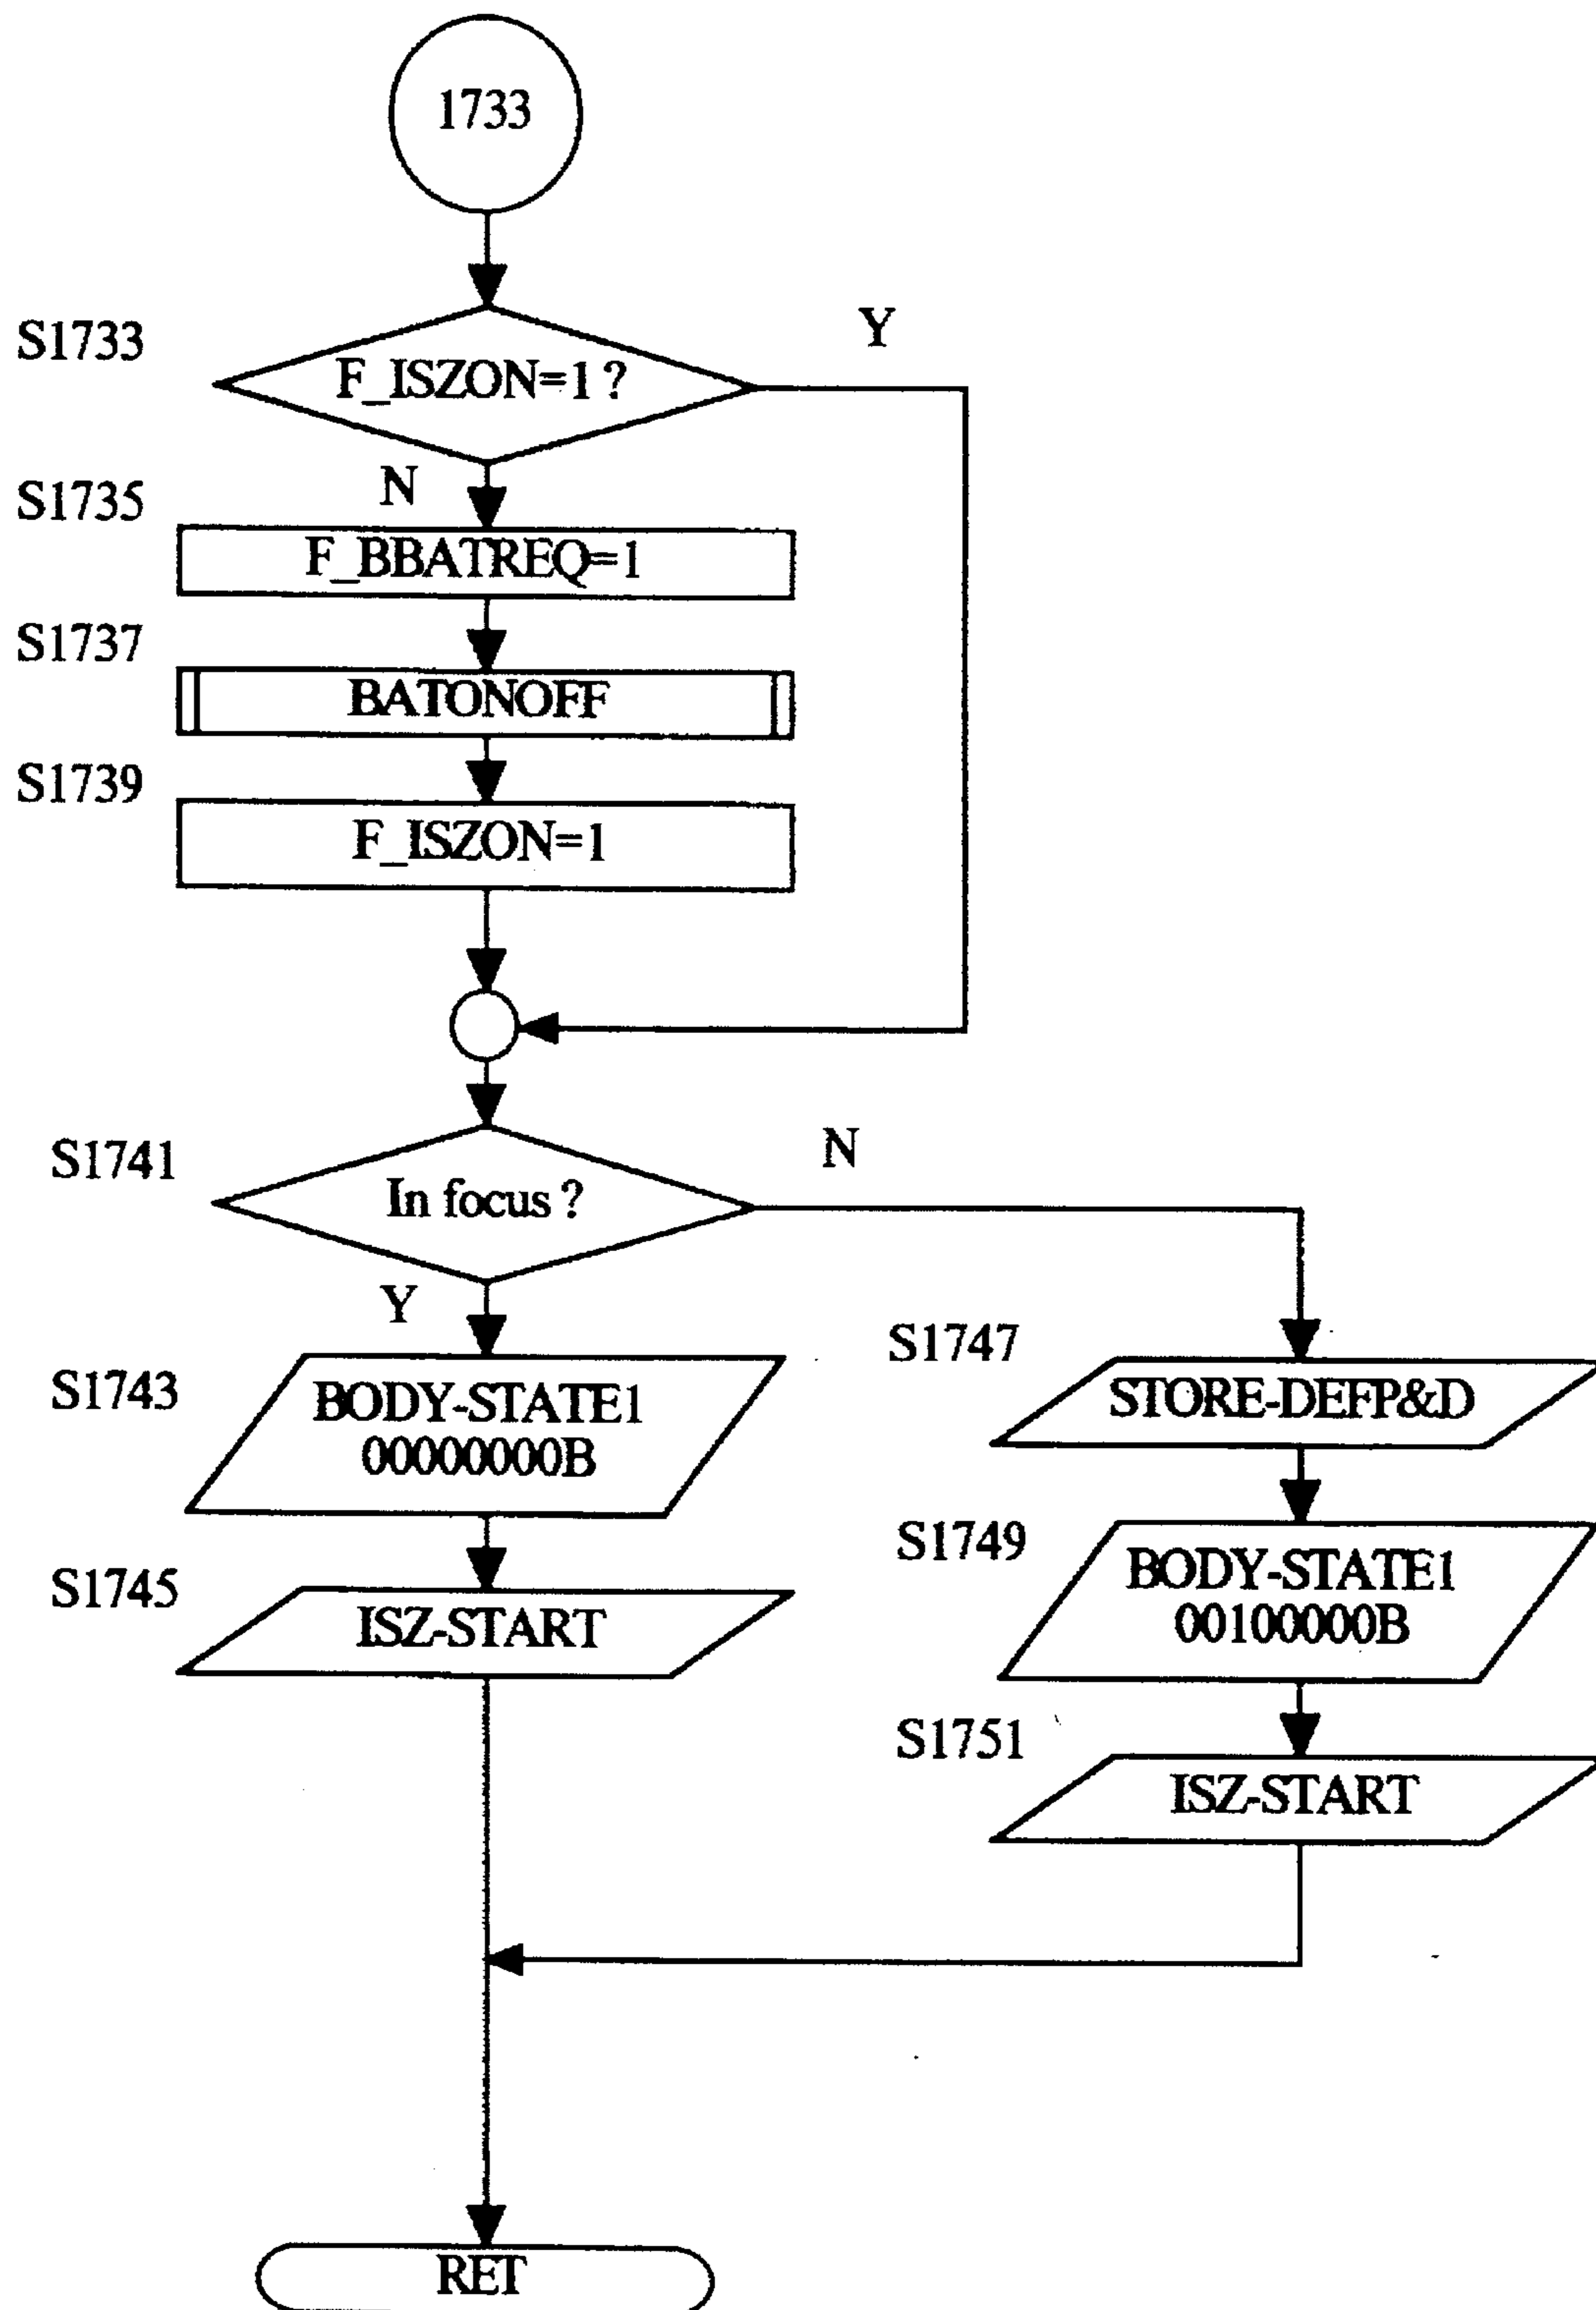 1733
S1733
F_ISZON=1 ?
Y
N
S1735
F_BBATREQ=1
S1737
BATONOFF
S1739
F_ISZON=1
S1741
In focus ?
N
Y
S1743
BODY-STATE1
00000000B
S1745
ISZ-START
S1747
STORE-DEFP&D
S1749
BODY-STATE1
00100000B
S1751
ISZ-START
RET